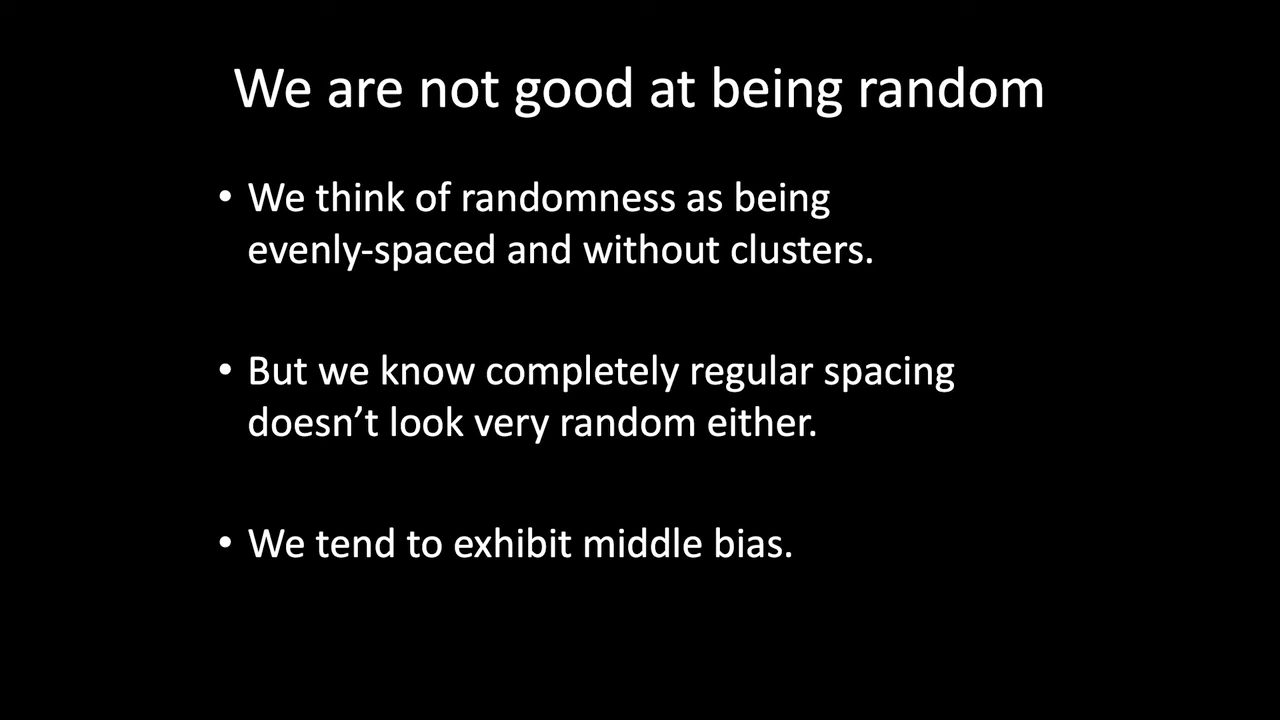 We are not good at being random
• We think of randomness as being
evenly-spaced and without clusters.
• But we know completely regular spacing
doesn’t look very random either.
• We tend to exhibit middle bias.